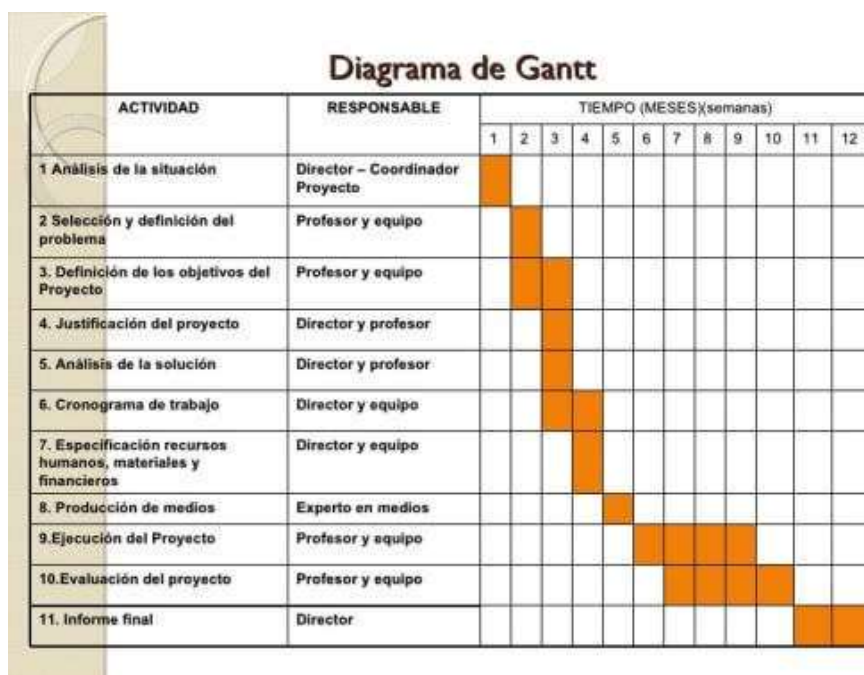 Diagrama de Gantt
ACTIVIDAD RESPONSABLE TIEMPO (MESES)(semanas)
1 2 3 4 5 6 7 8 9 10 11 12
1 Análisis de la situación Director – Coordinador
Proyecto
2 Selección y definición del Profesor y equipo
problema
3. Definición de los objetivos del Profesor y equipo
Proyecto
4. Justificación del proyecto Director y profesor
5. Análisis de la solución Director y profesor
6. Cronograma de trabajo Director y equipo
7. Especificación recursos Director y equipo
humanos, materiales y
financieros
8. Producción de medios Experto en medios
9.Ejecución del Proyecto Profesor y equipo
10.Evaluación del proyecto Profesor y equipo
11. Informe final Director